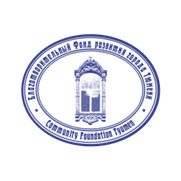 Благотворительный Фонд развития города Тюмени
Community Foundation Tyumen